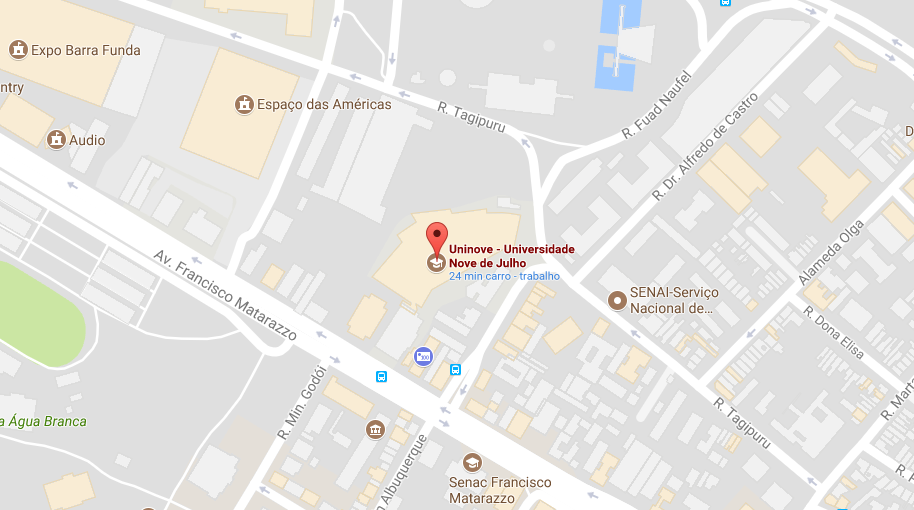 Expo Barra Funda
ntry
Espaço das Américas
Audio
R. Tagipuru
R. Fuad Naufel
R. Dr. Alfredo de Castro
D
Av. Francisco Matarazzo
Uninove - Universidade
Nove de Julho
24 min carro - trabalho
SENAI-Serviço
Nacional de...
Alameda Olga
R. Dona Elisa
100
R. Min. Godói
R. Tagipuru
R. Mart
a Água Branca
n Albuquerque
Senac Francisco
Matarazzo